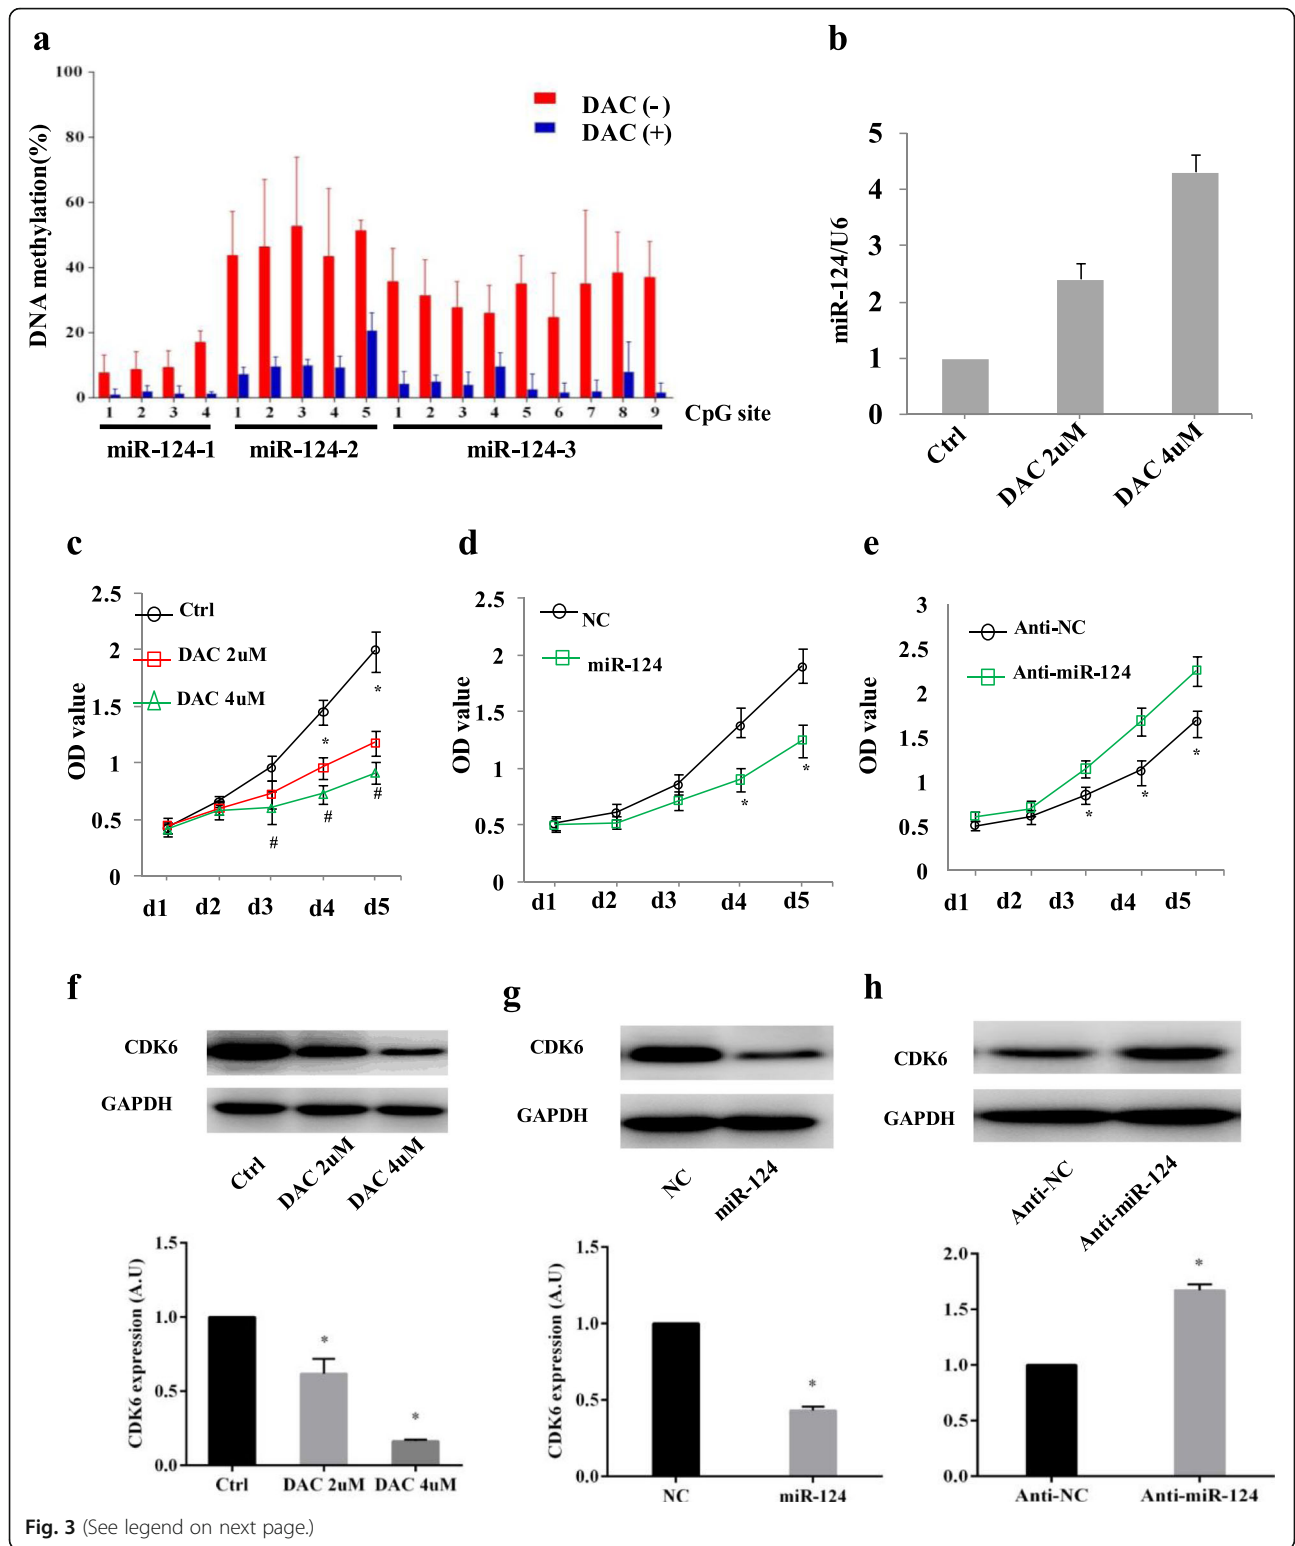 a
100
80
60
40
20
0
DNA methylation(%)
DAC (-)
DAC (+)
1 2 3 4 1 2 3 4 5 1 2 3 4 5 6 7 8 9 CpG site
miR-124-1 miR-124-2 miR-124-3
b
5
4
3
2
1
0
miR-124/U6
Ctrl DAC 2uM DAC 4uM
c
2.5
2
1.5
1
0.5
0
OD value
Ctrl
DAC 2uM
DAC 4uM
* *
# # #
d1 d2 d3 d4 d5
d
2.5
2
1.5
1
0.5
0
OD value
NC
miR-124
* *
d1 d2 d3 d4 d5
e
3
2.5
2
1.5
1
0.5
0
OD value
Anti-NC
Anti-miR-124
* * *
d1 d2 d3 d4 d5
f
CDK6
GAPDH
Ctrl DAC 2uM DAC 4uM
1.5
1.0
0.5
0.0
CDK6 expression (A.U)
* *
Ctrl DAC 2uM DAC 4uM
g
CDK6
GAPDH
NC miR-124
1.5
1.0
0.5
0.0
CDK6 expression (A.U)
*
NC miR-124
h
CDK6
GAPDH
Anti-NC Anti-miR-124
2.0
1.5
1.0
0.5
0.0
*
Anti-NC Anti-miR-124
Fig. 3 (See legend on next page.)